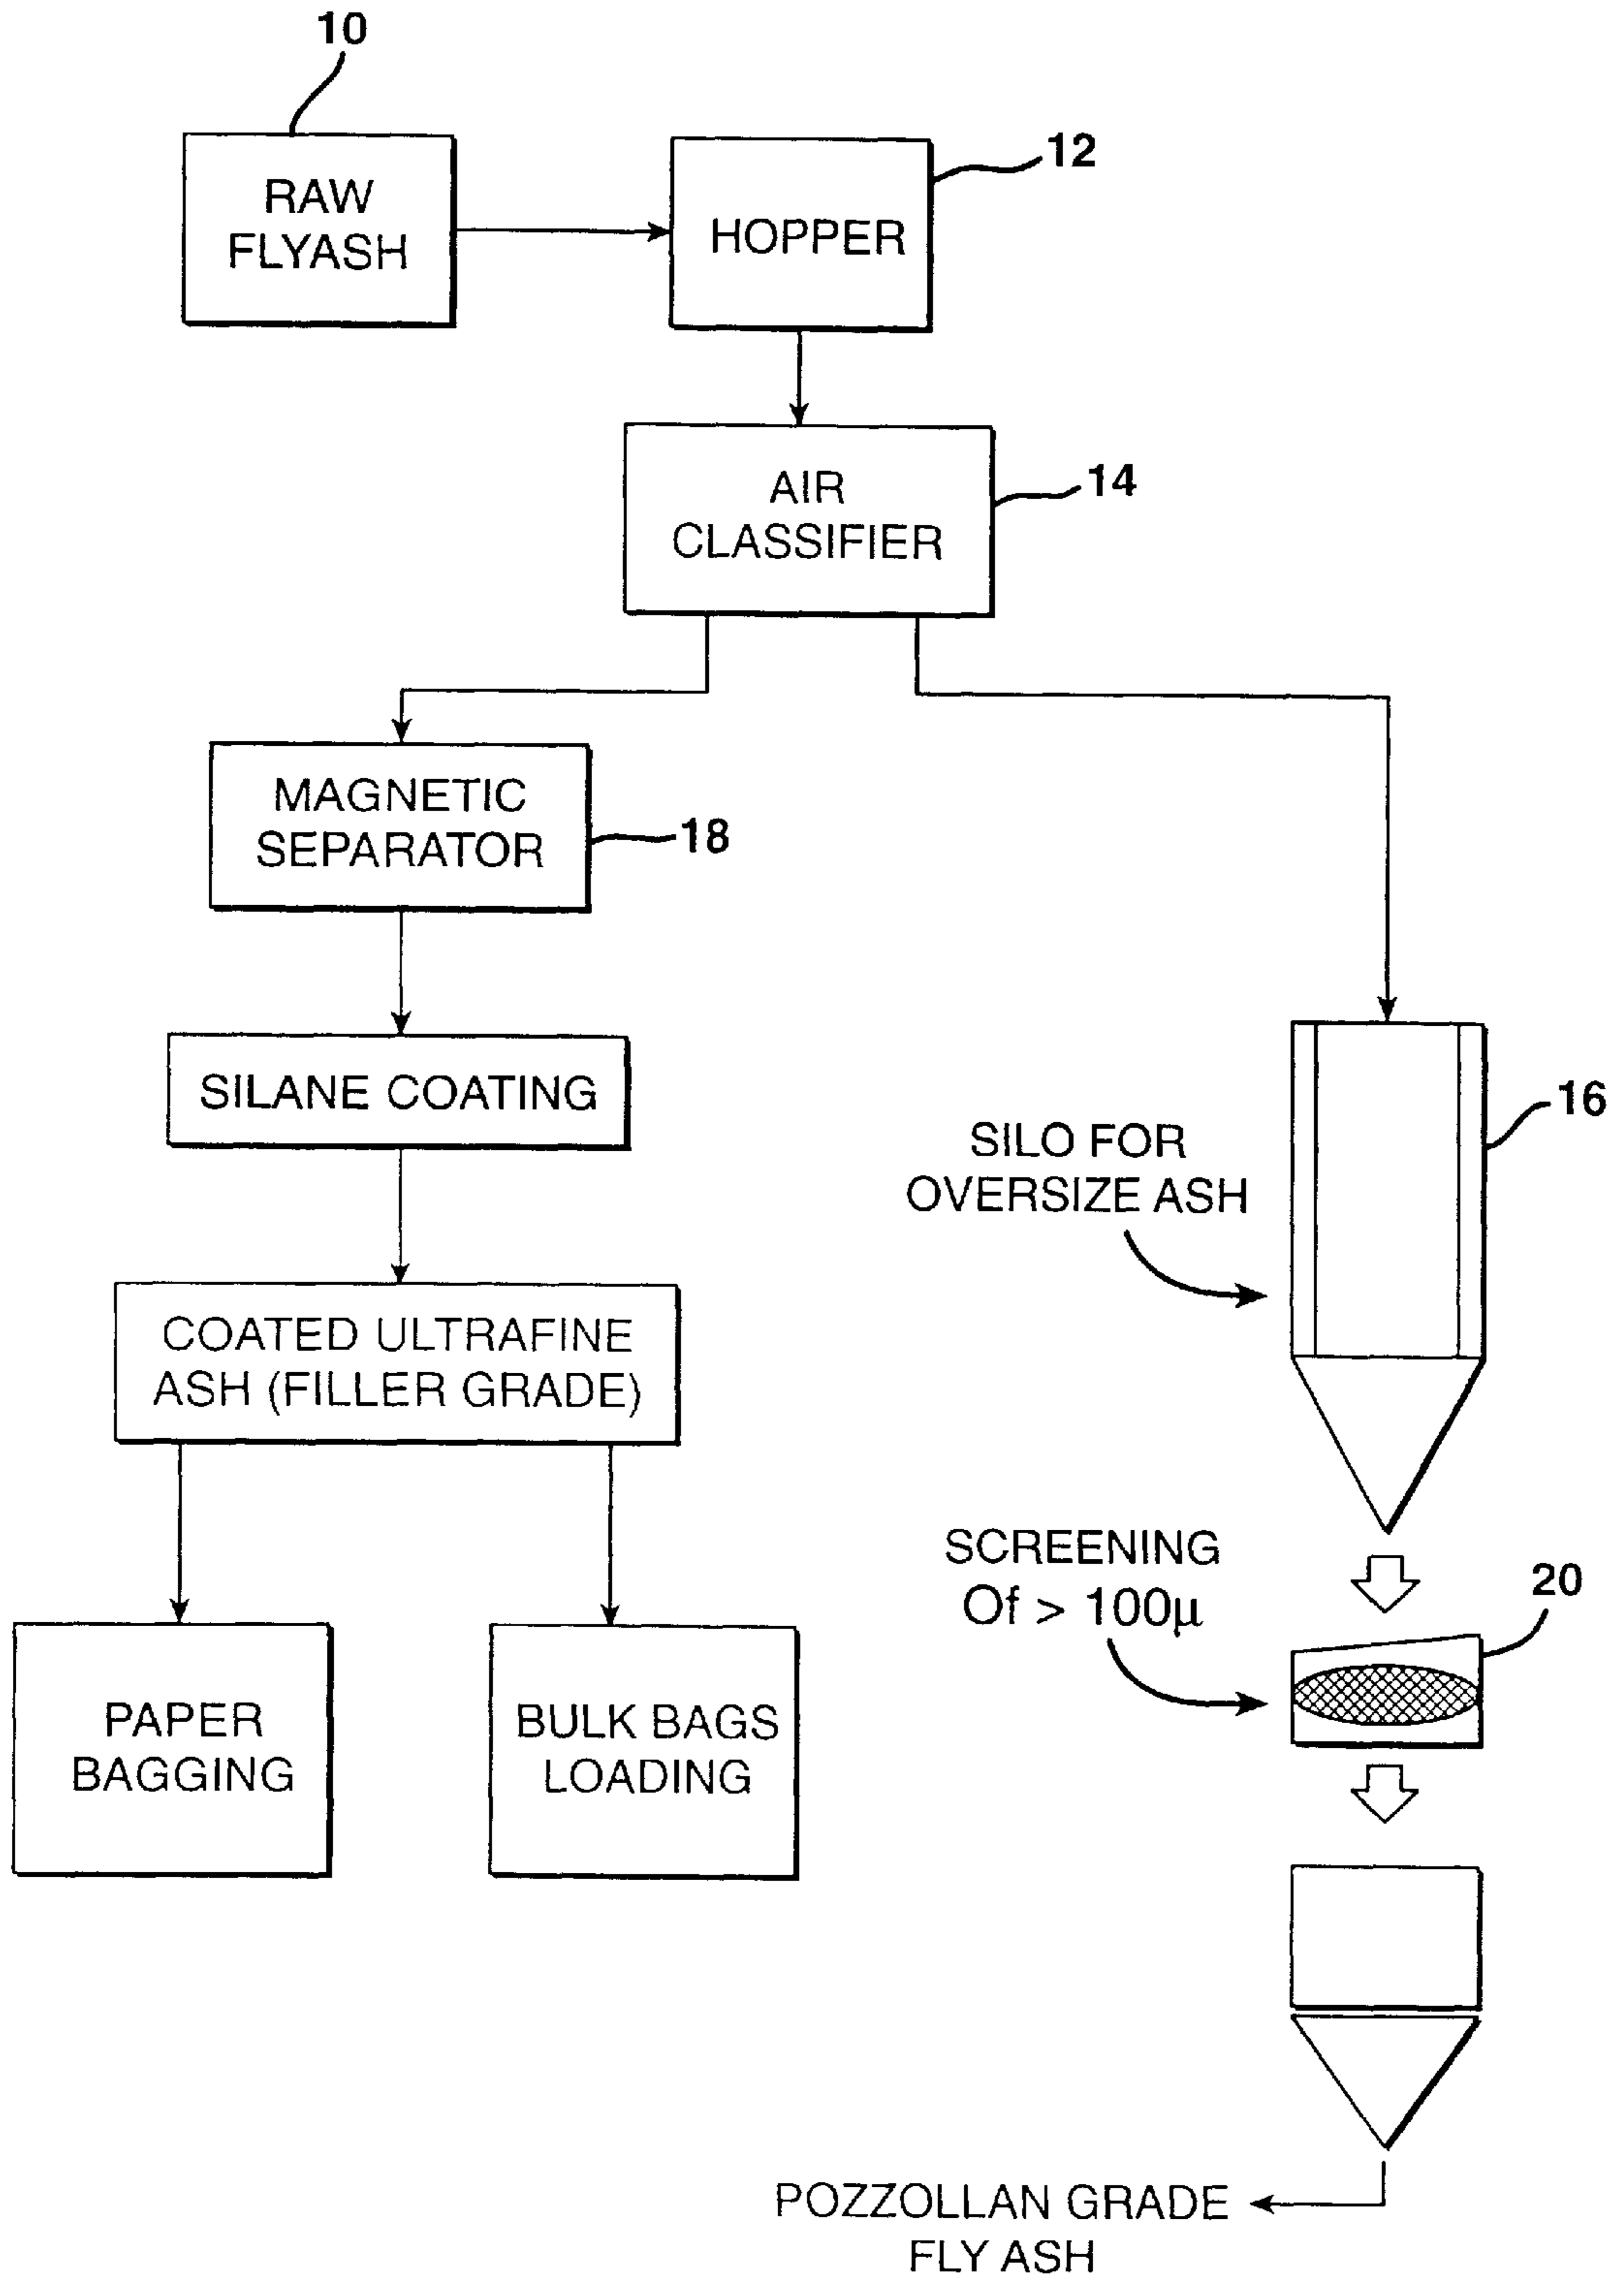 10
RAW
FLYASH
12
HOPPER
14
AIR
CLASSIFIER
MAGNETIC
SEPARATOR
18
SILANE COATING
16
SILO FOR
OVERSIZE ASH
COATED ULTRAFINE
ASH (FILLER GRADE)
SCREENING
Of > 100µ
20
PAPER
BAGGING
BULK BAGS
LOADING
POZZOLLAN GRADE
FLY ASH